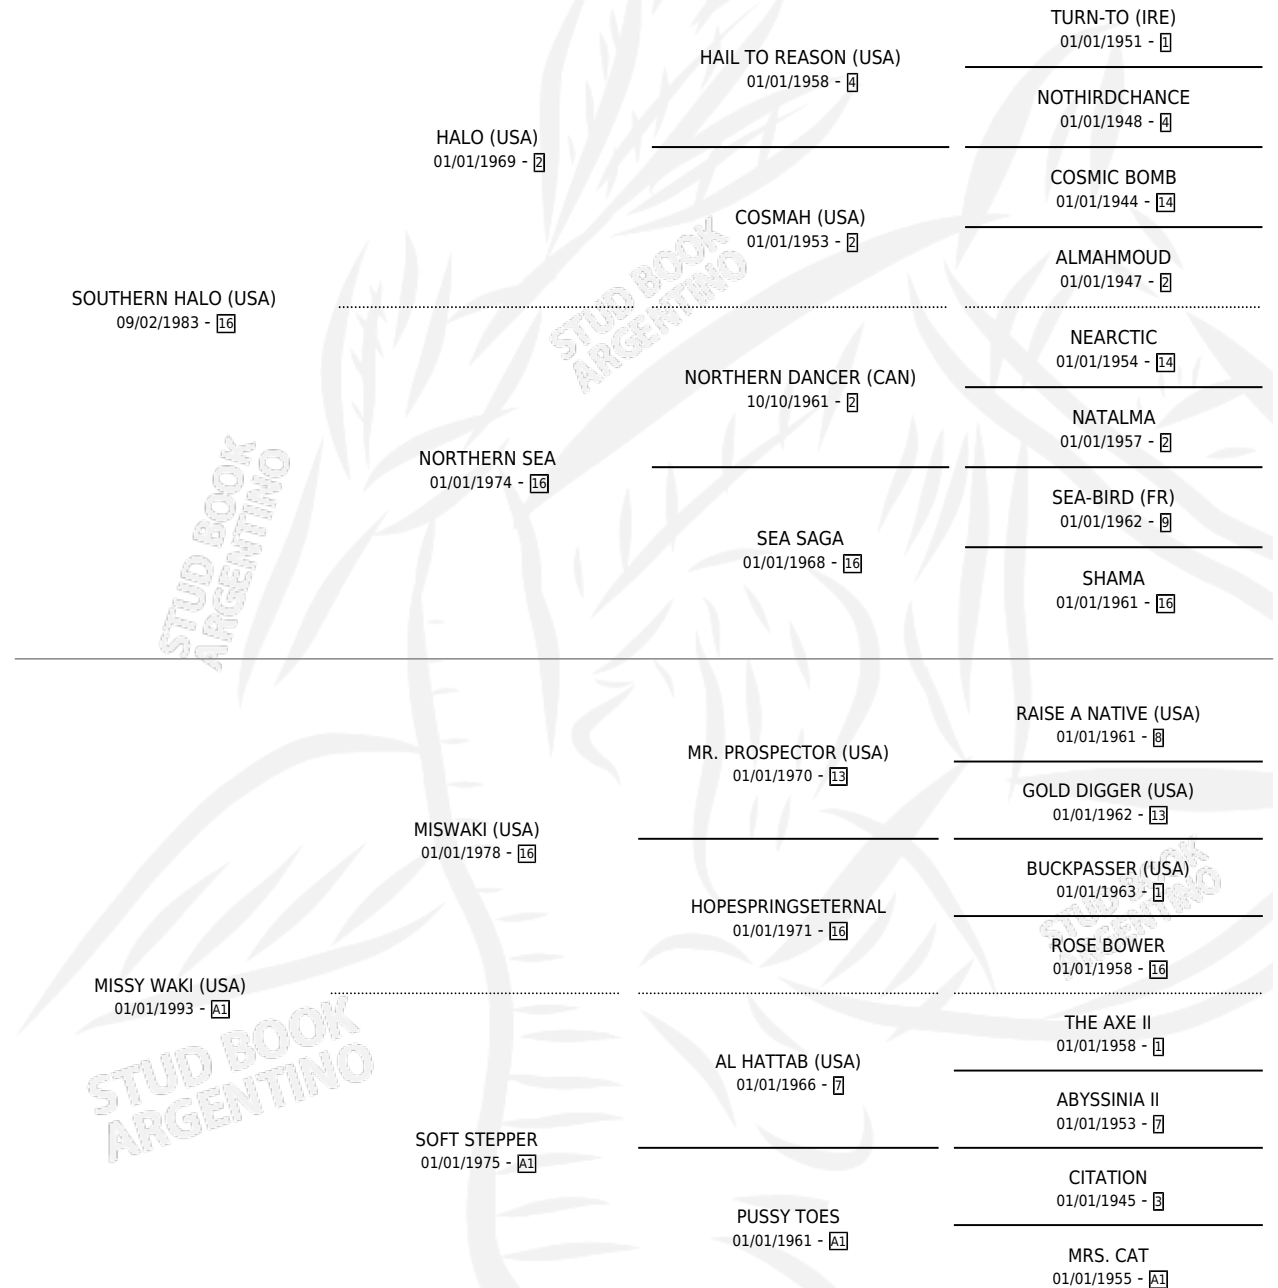 TURN-TO (IRE)
01/01/1951 - 1
HAIL TO REASON (USA)
01/01/1958 - 4
NOTHIRDCHANCE
01/01/1948 - 4
HALO (USA)
01/01/1969 - 2
COSMIC BOMB
01/01/1944 - 14
COSMAH (USA)
01/01/1953 - 2
ALMAHMOUD
01/01/1947 - 2
SOUTHERN HALO (USA)
09/02/1983 - 16
STUD BOOK
ARGENTINO
NEARCTIC
01/01/1954 - 14
NORTHERN DANCER (CAN)
10/10/1961 - 2
NATALMA
01/01/1957 - 2
NORTHERN SEA
01/01/1974 - 16
SEA-BIRD (FR)
01/01/1962 - 9
SEA SAGA
01/01/1968 - 16
SHAMA
01/01/1961 - 16
STUD BOOK
ARGENTINO
RAISE A NATIVE (USA)
01/01/1961 - 8
MR. PROSPECTOR (USA)
01/01/1970 - 13
GOLD DIGGER (USA)
01/01/1962 - 13
MISWAKI (USA)
01/01/1978 - 16
BUCKPASSER (USA)
01/01/1963 - 1
STUD BOOK
ARGENTINO
HOPESPRINGSETERNAL
01/01/1971 - 16
ROSE BOWER
01/01/1958 - 16
MISSY WAKI (USA)
01/01/1993 - A1
STUD BOOK
ARGENTINO
THE AXE II
01/01/1958 - 1
AL HATTAB (USA)
01/01/1966 - 7
ABYSSINIA II
01/01/1953 - 7
SOFT STEPPER
01/01/1975 - A1
CITATION
01/01/1945 - 3
PUSSY TOES
01/01/1961 - A1
MRS. CAT
01/01/1955 - A1